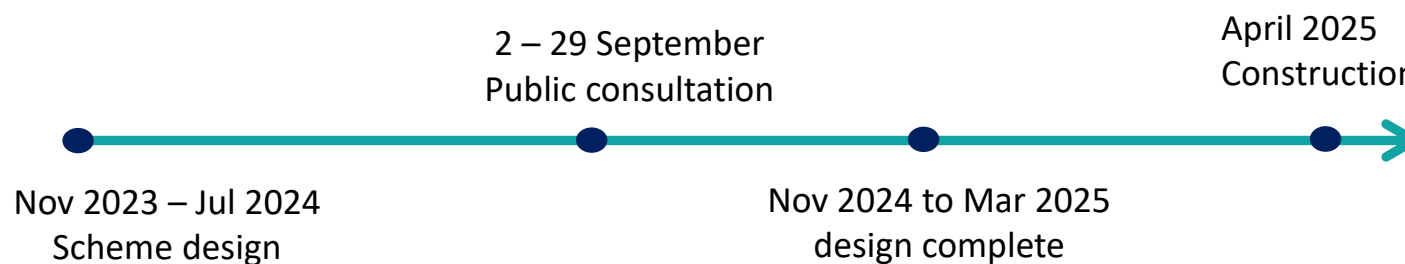 Nov 2023 – Jul 2024
Scheme design
2 – 29 September
Public consultation
Nov 2024 to Mar 2025
design complete
April 2025
Construction